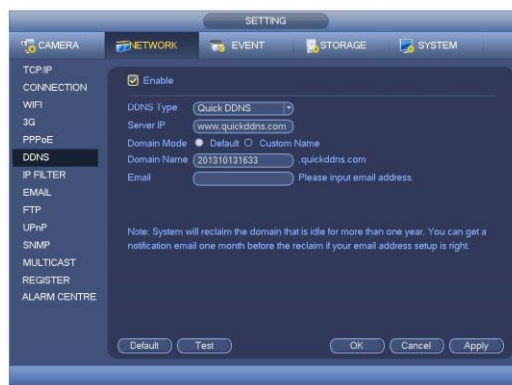 SETTING
CAMERA NETWORK EVENT STORAGE SYSTEM
TCP/IP
CONNECTION
WIFI
3G
PPPoE
DDNS
IP FILTER
EMAIL
FTP
UPnP
SNMP
MULTICAST
REGISTER
ALARM CENTRE
Enable
DDNS Type Quick DDNS
Server IP www.quickddns.com
Domain Mode Default Custom Name
Domain Name 201310131633 .quickddns.com
Email Please input email address.
Note: System will reclaim the domain that is idle for more than one year. You can get a
notification email one month before the reclaim if your email address setup is right.
Default Test OK Cancel Apply